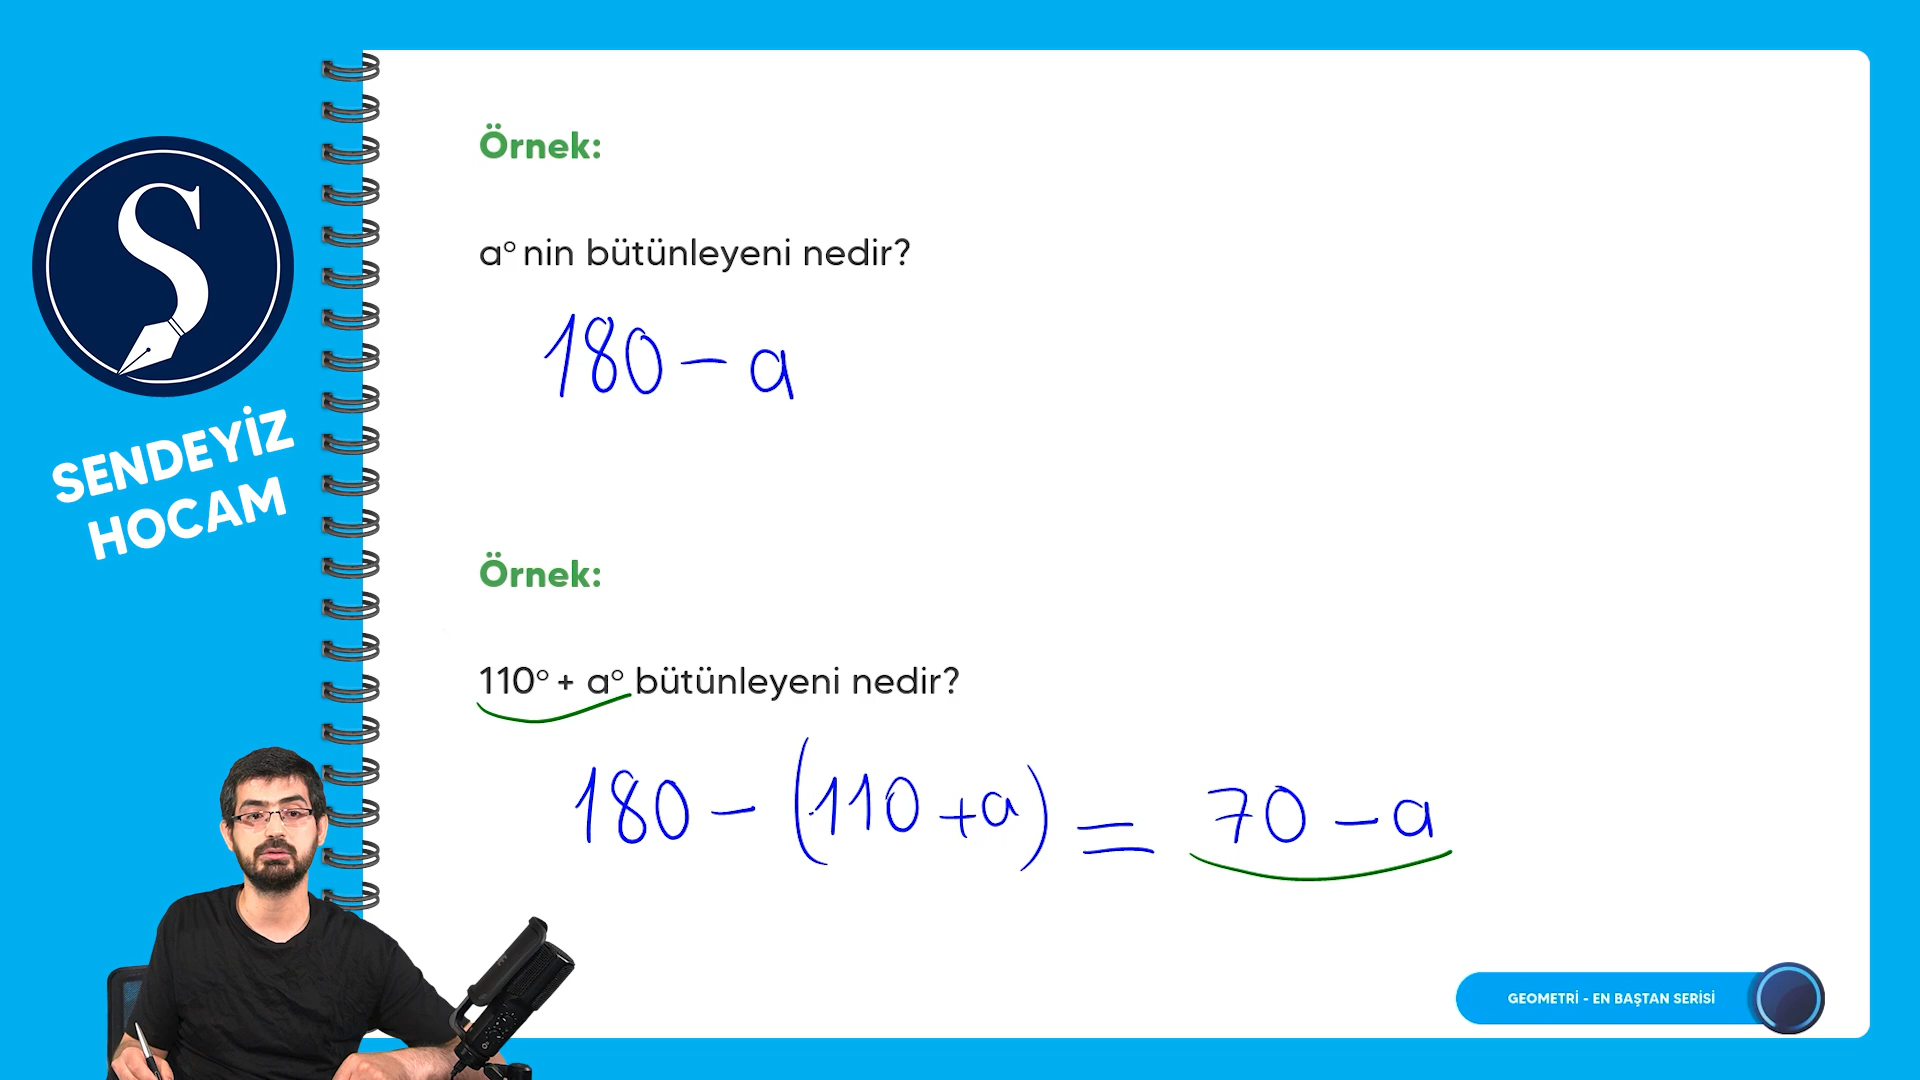 SENDEYİZ
HOCAM
Örnek:
a° nin bütünleyeni nedir?
180 - a
Örnek:
110° + a° bütünleyeni nedir?
180 - (110 + a) = 70 - a
GEOMETRİ - EN BAŞTAN SERİSİ